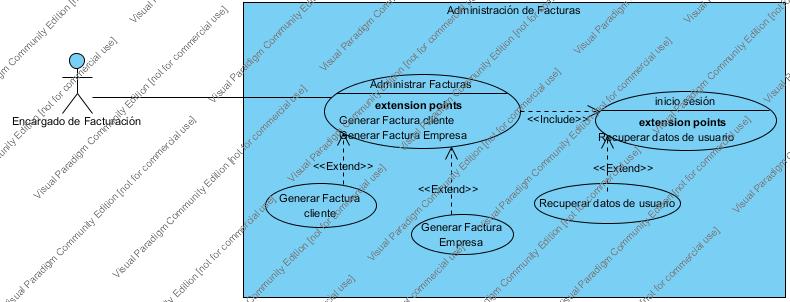 Administración de Facturas
Administrar Facturas
extension points
Generar Factura cliente
Generar Factura Empresa
<<Include>>
inicio sesión
extension points
Recuperar datos de usuario
Encargado de Facturación
<<Extend>>
<<Extend>>
<<Extend>>
Generar Factura
cliente
Recuperar datos de usuario
Generar Factura
Empresa
Visual Paradigm Community Edition [not for commercial use]